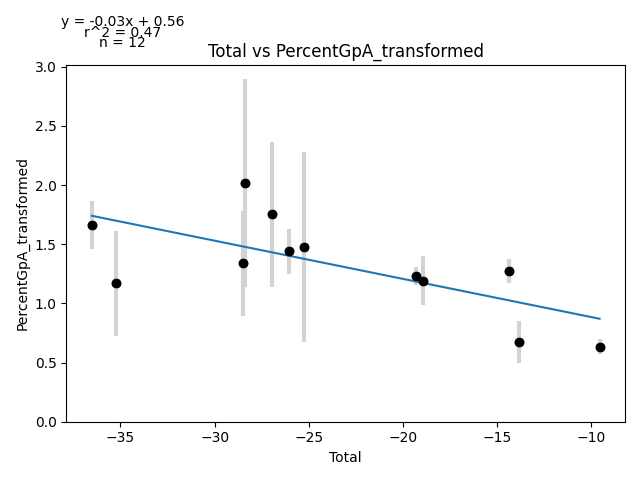 y = -0.03x + 0.56
r^2 = 0.47
n = 12
Total vs PercentGpA_transformed
3.0
2.5
2.0
1.5
1.0
0.5
0.0
PercentGpA_transformed
−35
−30
−25
−20
−15
−10
Total